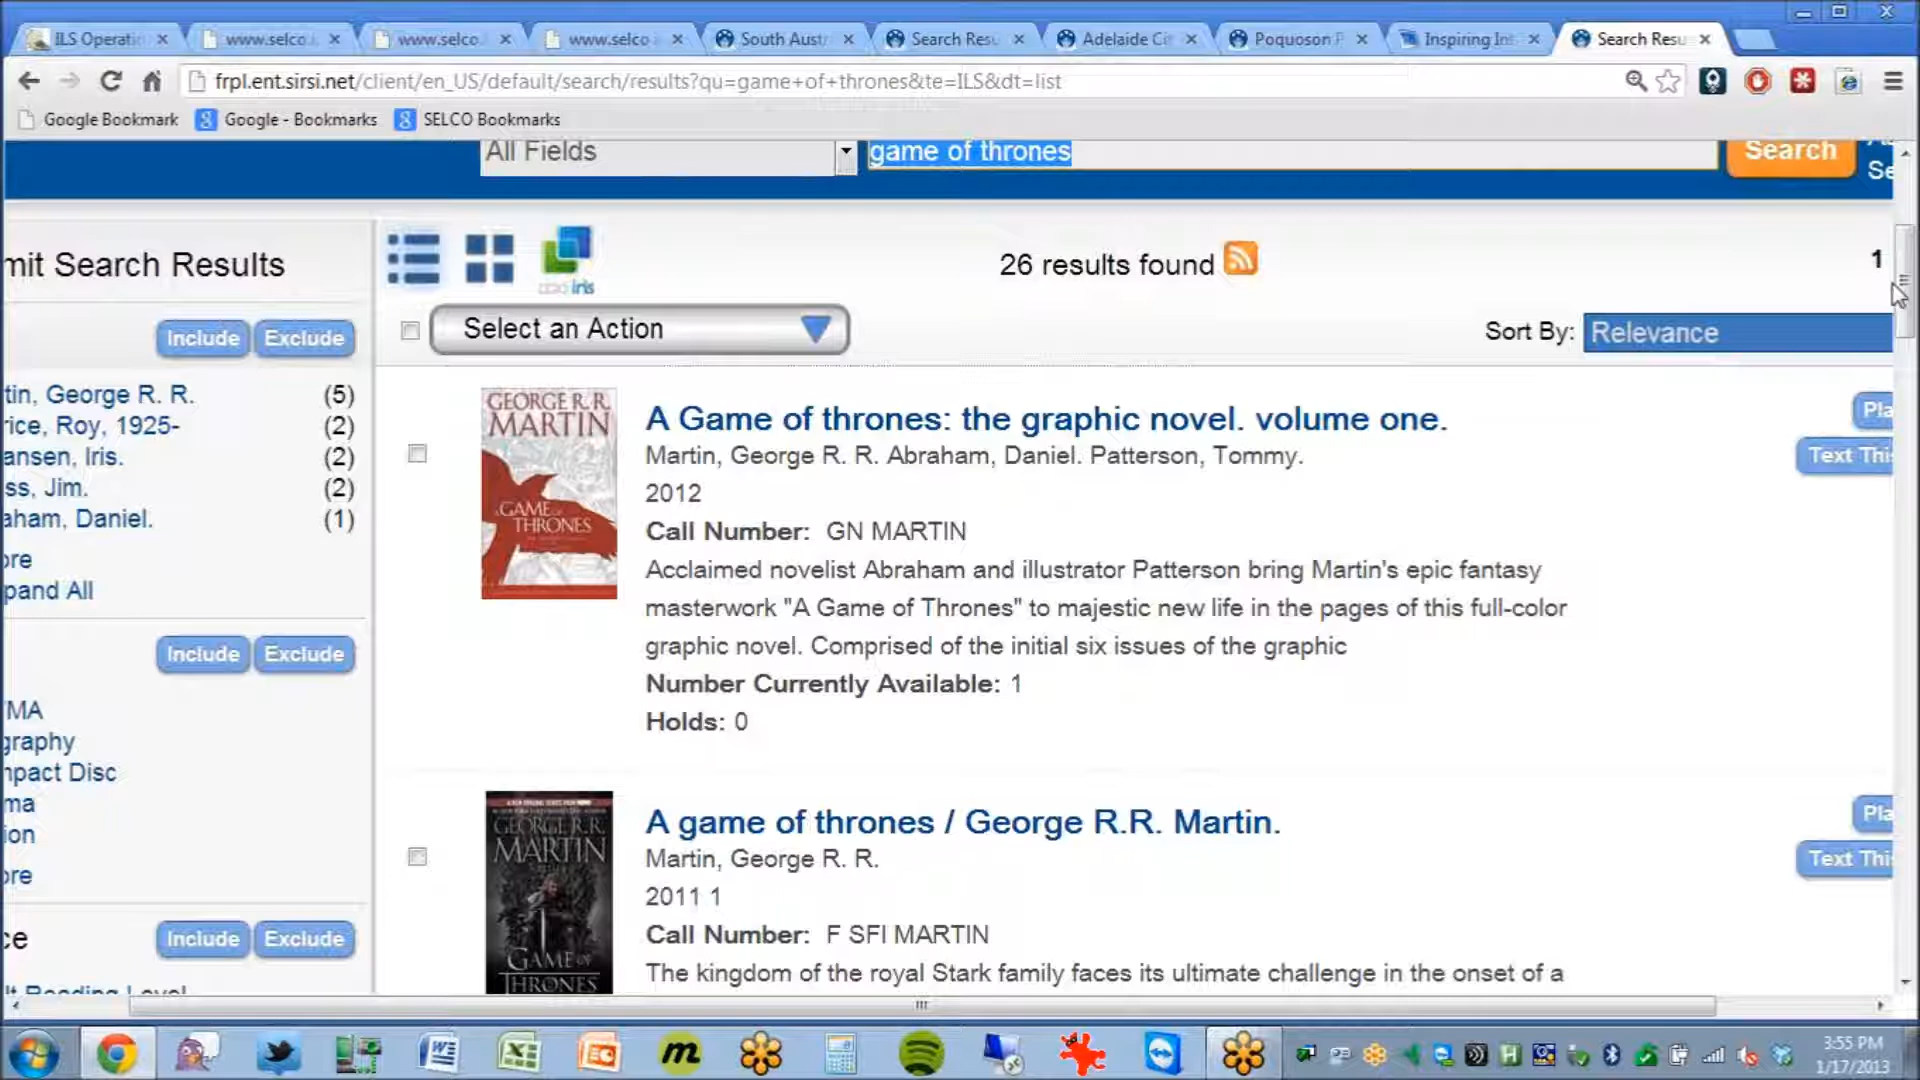 ILS Operati
www.selco.
www.selco.
www.selco
South Austr
Search Resu
Adelaide Cit
Poquoson P
Inspiring Int
Search Resu
frpl.ent.sirsi.net/client/en_US/default/search/results?qu=game+of+thrones&te=ILS&dt=list
Google Bookmark
Google - Bookmarks
SELCO Bookmarks
All Fields
game of thrones
Search
Se
mit Search Results
26 results found
1
Select an Action
Sort By: Relevance
Include Exclude
tin, George R. R. (5)
rice, Roy, 1925- (2)
ansen, Iris. (2)
ss, Jim. (2)
aham, Daniel. (1)
ore
pand All
Include Exclude
MA
graphy
mpact Disc
ma
ion
ore
ce
Include Exclude
GEORGE R.R.
MARTIN
A GAME OF
THRONES
A Game of thrones: the graphic novel. volume one.
Martin, George R. R. Abraham, Daniel. Patterson, Tommy.
2012
Call Number: GN MARTIN
Acclaimed novelist Abraham and illustrator Patterson bring Martin's epic fantasy
masterwork "A Game of Thrones" to majestic new life in the pages of this full-color
graphic novel. Comprised of the initial six issues of the graphic
Number Currently Available: 1
Holds: 0
Pla
Text This
GEORGE R.R.
MARTIN
GAME OF
THRONES
A game of thrones / George R.R. Martin.
Martin, George R. R.
2011 1
Call Number: F SFI MARTIN
The kingdom of the royal Stark family faces its ultimate challenge in the onset of a
Pla
Text This
3:55 PM
1/17/2013